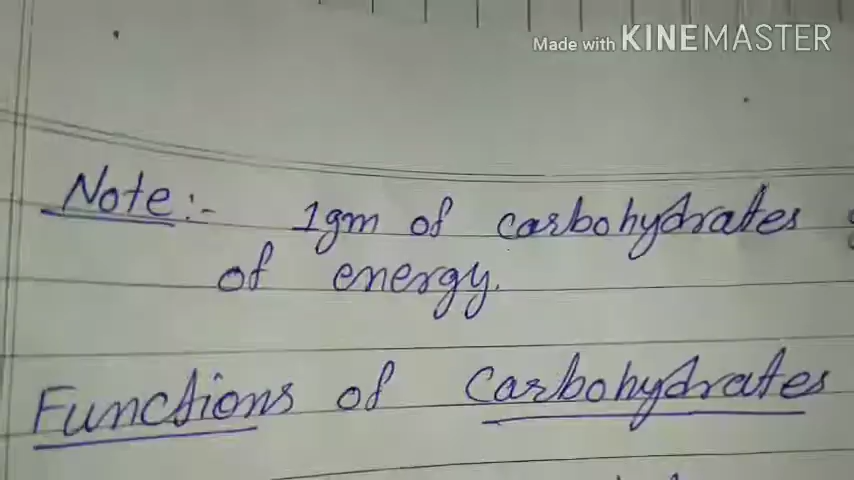 Made with KINEMASTER
Note:- 1gm of carbohydrates
of energy.
Functions of Carbohydrates